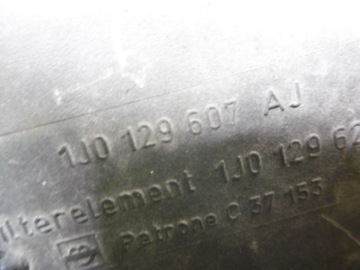 1J0 129 607 AJ
ilterelement 1J0 129 62
Patrone C 37 153